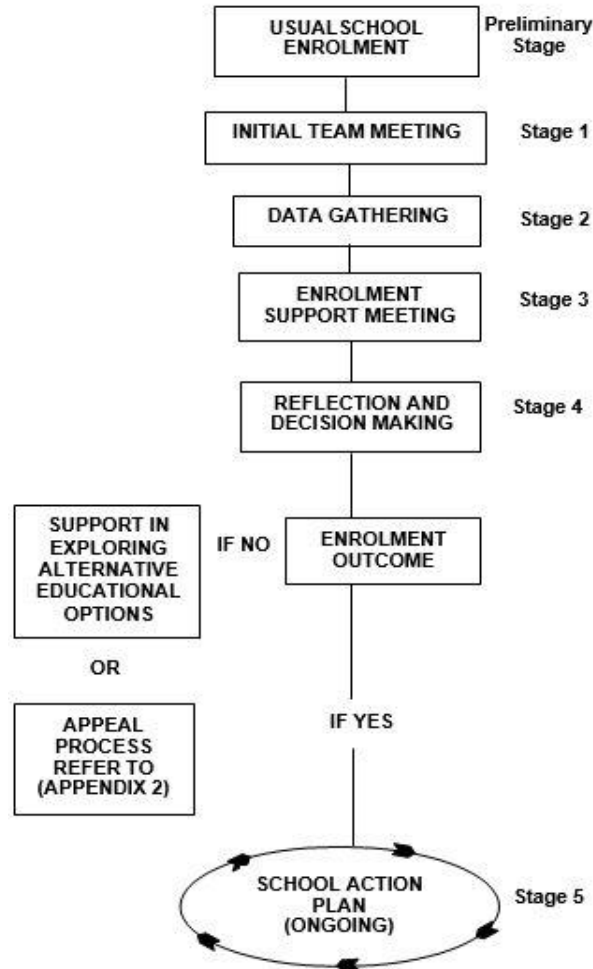 USUALSCHOOL
ENROLMENT
Preliminary
Stage
INITIAL TEAM MEETING
Stage 1
DATA GATHERING
Stage 2
ENROLMENT
SUPPORT MEETING
Stage 3
REFLECTION AND
DECISION MAKING
Stage 4
SUPPORT IN
EXPLORING
ALTERNATIVE
EDUCATIONAL
OPTIONS
IF NO
ENROLMENT
OUTCOME
OR
APPEAL
PROCESS
REFER TO
(APPENDIX 2)
IF YES
SCHOOL ACTION
PLAN
(ONGOING)
Stage 5